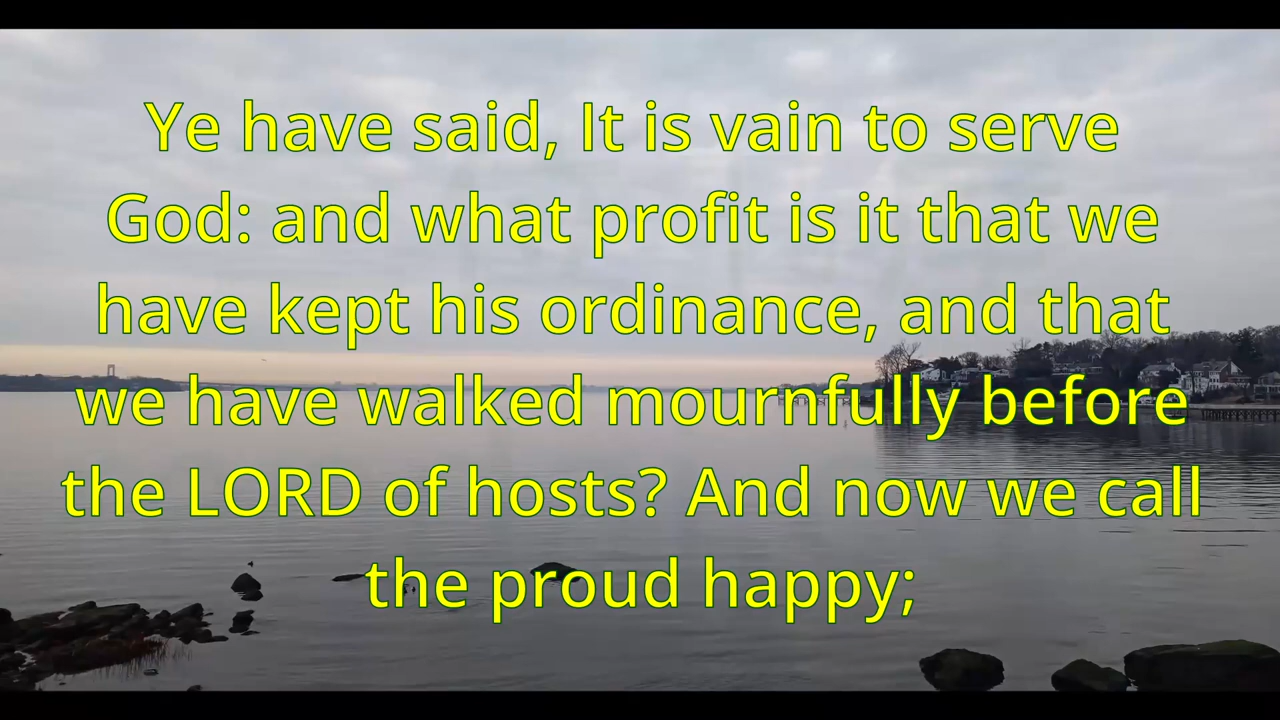 Ye have said, It is vain to serve
God: and what profit is it that we
have kept his ordinance, and that
we have walked mournfully before
the LORD of hosts? And now we call
the proud happy;